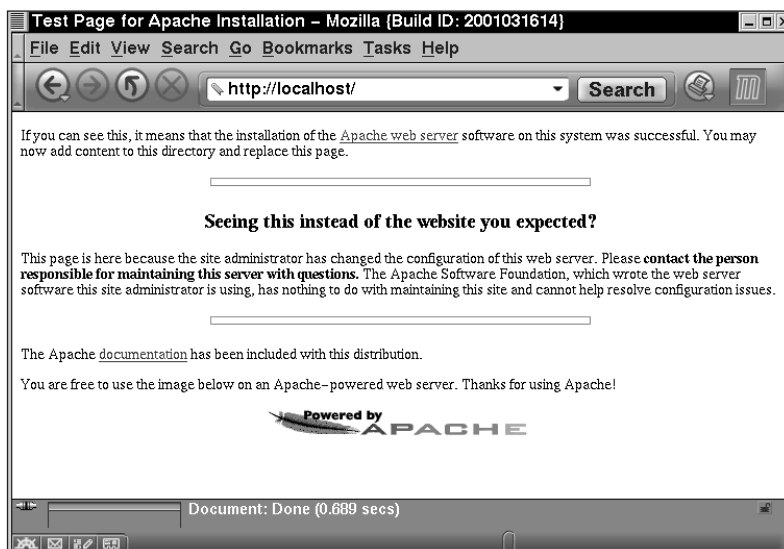 Test Page for Apache Installation – Mozilla {Build ID: 2001031614}
File Edit View Search Go Bookmarks Tasks Help
http://localhost/ Search
If you can see this, it means that the installation of the Apache web server software on this system was successful. You may
now add content to this directory and replace this page.
Seeing this instead of the website you expected?
This page is here because the site administrator has changed the configuration of this web server. Please contact the person
responsible for maintaining this server with questions. The Apache Software Foundation, which wrote the web server
software this site administrator is using, has nothing to do with maintaining this site and cannot help resolve configuration issues.
The Apache documentation has been included with this distribution.
You are free to use the image below on an Apache–powered web server. Thanks for using Apache!
Powered by
APACHE
Document: Done (0.689 secs)